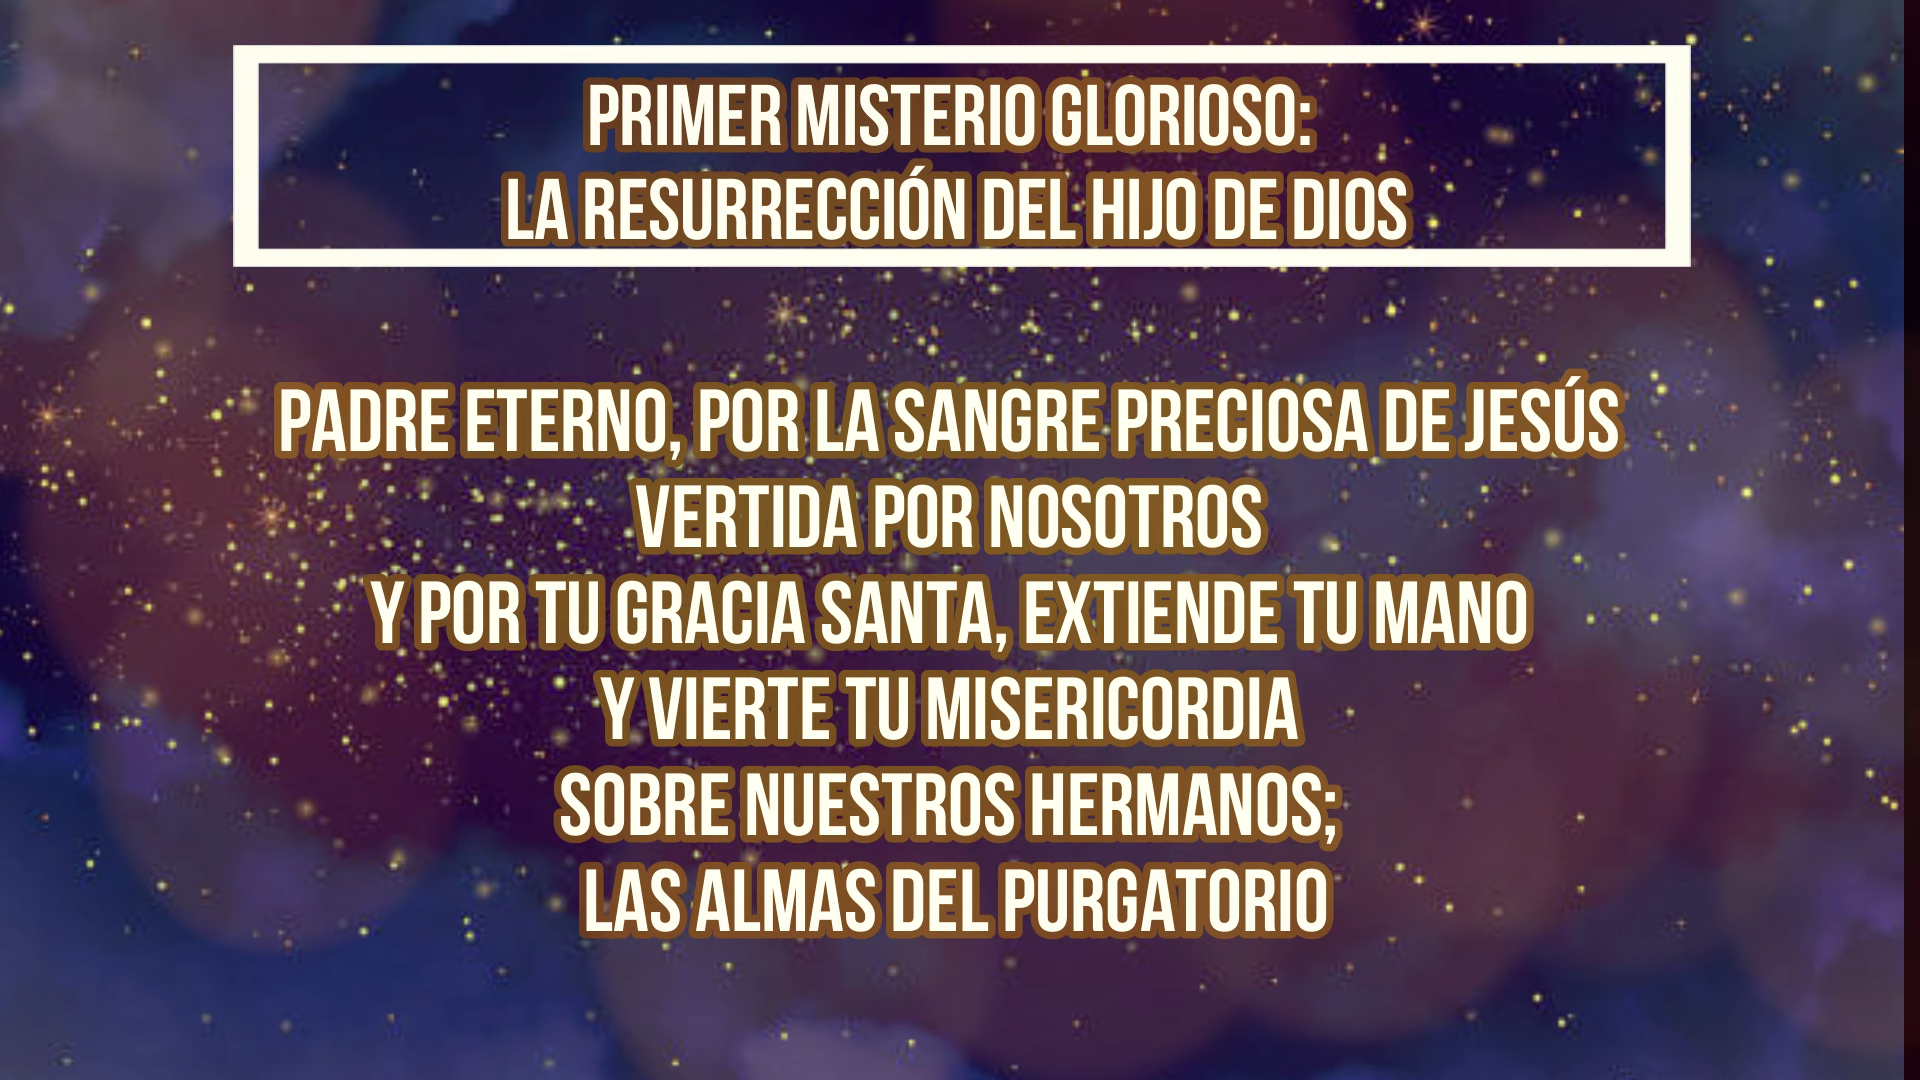 PRIMER MISTERIO GLORIOSO:
LA RESURRECCIÓN DEL HIJO DE DIOS
PADRE ETERNO, POR LA SANGRE PRECIOSA DE JESÚS
VERTIDA POR NOSOTROS
Y POR TU GRACIA SANTA, EXTIENDE TU MANO
Y VIERTE TU MISERICORDIA
SOBRE NUESTROS HERMANOS;
LAS ALMAS DEL PURGATORIO